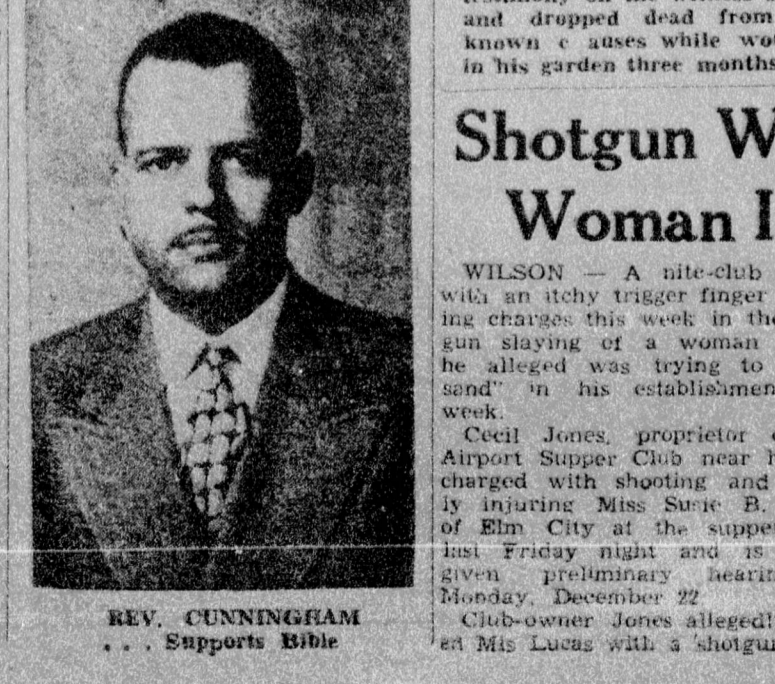 REV. CUNNINGHAM
. . . Supports Bible
and dropped dead from
known c auses while
in his garden three months
Shotgun
Woman
WILSON — A nite-club
with an itchy trigger finger
ing charges this week in the
gun slaying of a woman
he alleged was trying to
sand" in his establishmen
week.
Cecil Jones, proprietor
Airport Supper Club near
charged with shooting and
ly injuring Miss Susie B.
of Elm City at the suppe
last Friday night and is
given preliminary hearin
Monday, December 22
Club-owner Jones alleged
ed Mis Lucas with a shotgu